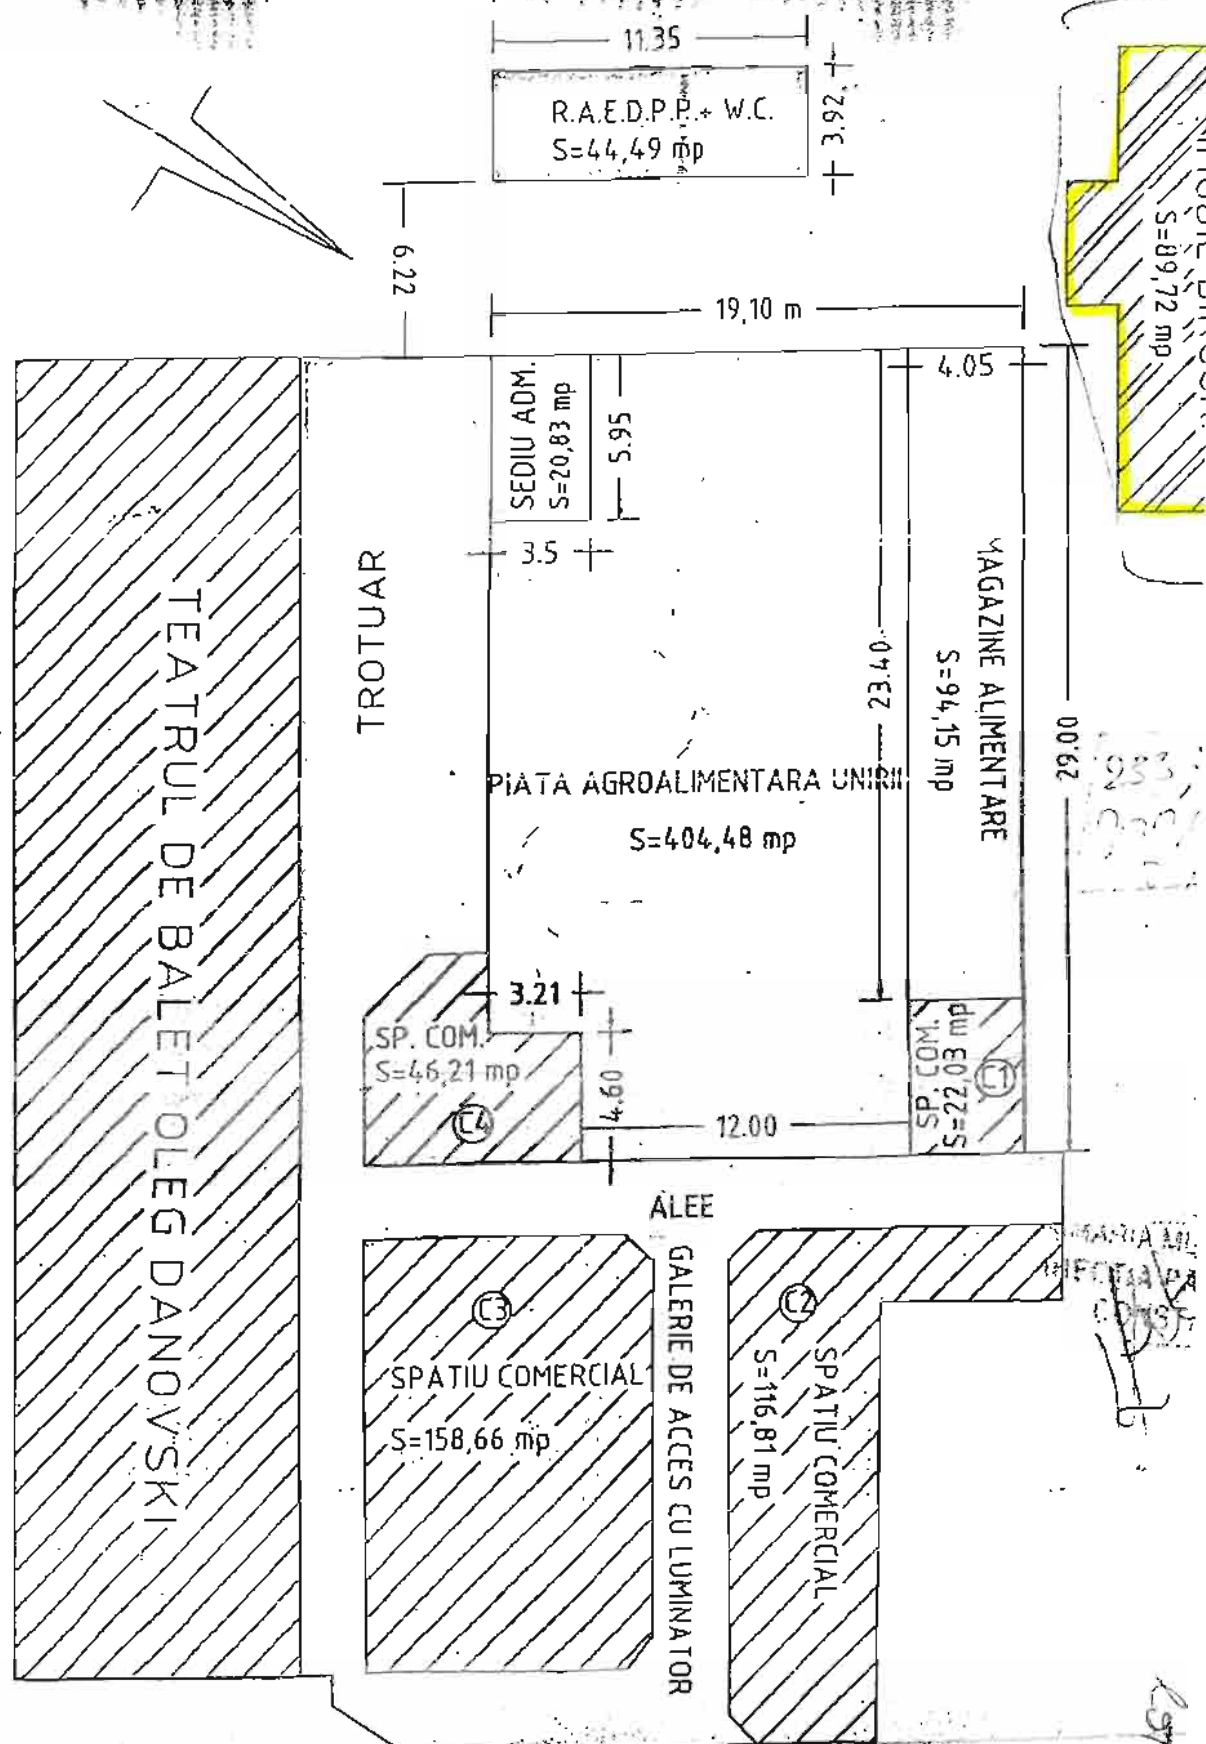 11.35
R.A.E.D.P.P.+ W.C.
S=44,49 mp
3,92
6.22
19,10 m
S=89,72 mp
SEDIU ADM.
S=20,83 mp
5.95
3.5
4.05
TROTUAR
23.40
MAGAZINE ALIMENTARE
S=94,15 mp
29,00
PIATA AGROALIMENTARA UNIRII
S=404,48 mp
TEATRUL DE BALET OLEG DANOVSKI
3.21
SP. COM.
S=46,21 mp
C4
4.60
12.00
SP. COM.
S=22,03 mp
C1
ALEE
GALERIE DE ACCES CU LUMINATOR
C3
SPATIU COMERCIAL
S=158,66 mp
C2
SPATIU COMERCIAL
S=116,81 mp